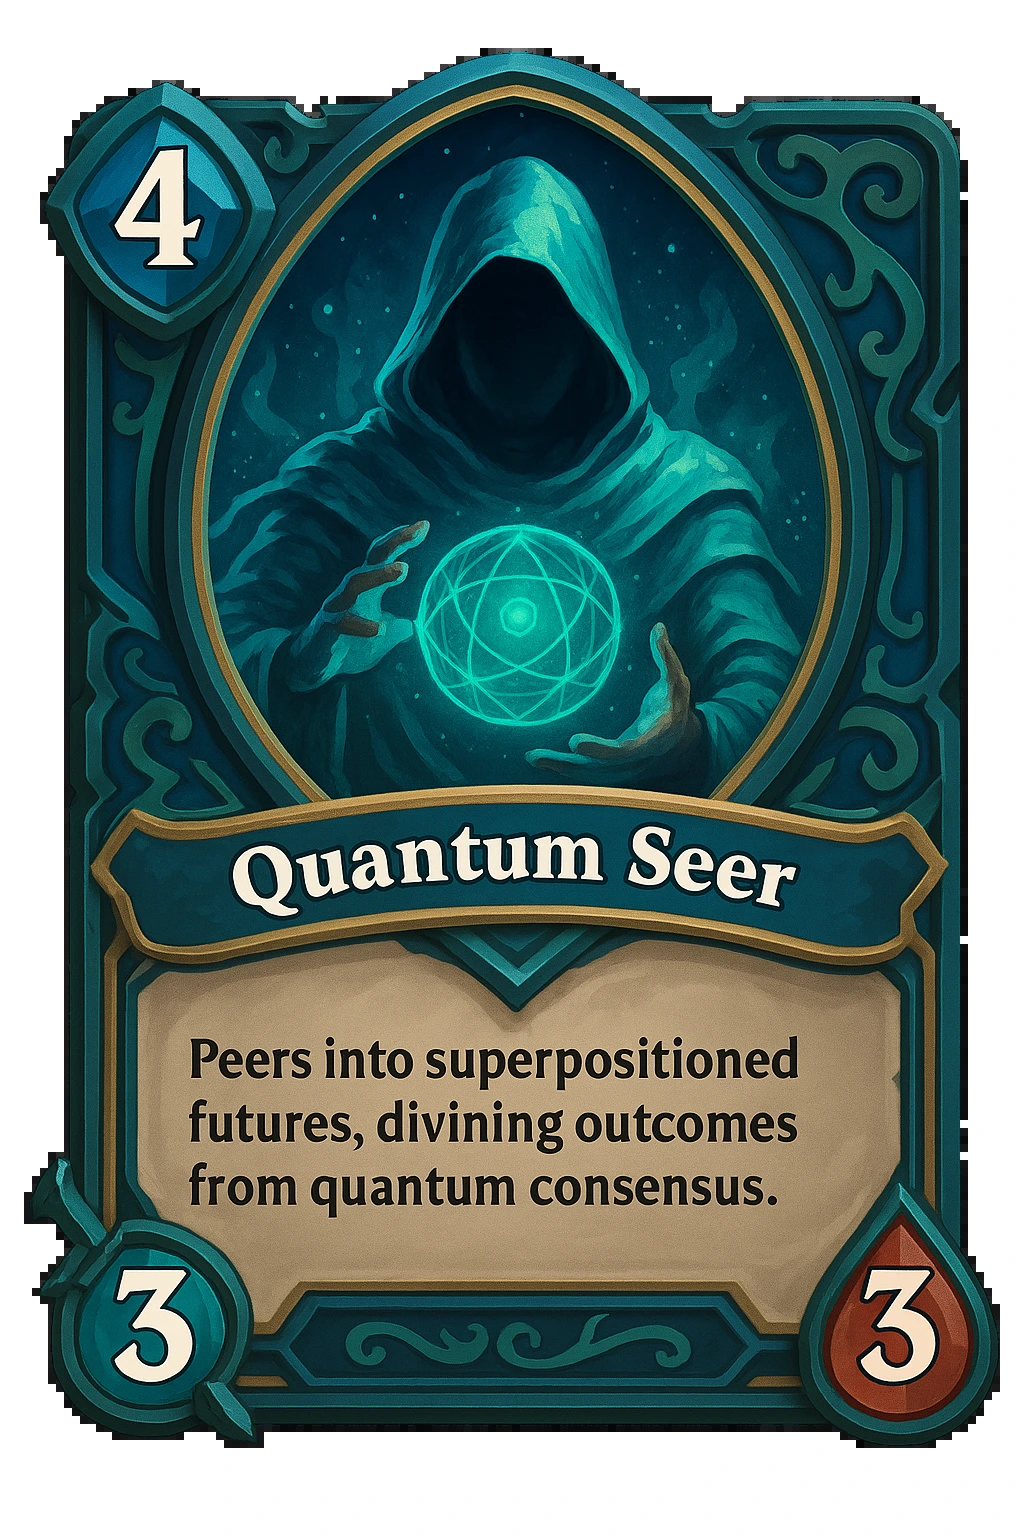 4
Quantum Seer
Peers into superpositioned
futures, divining outcomes
from quantum consensus.
3
3